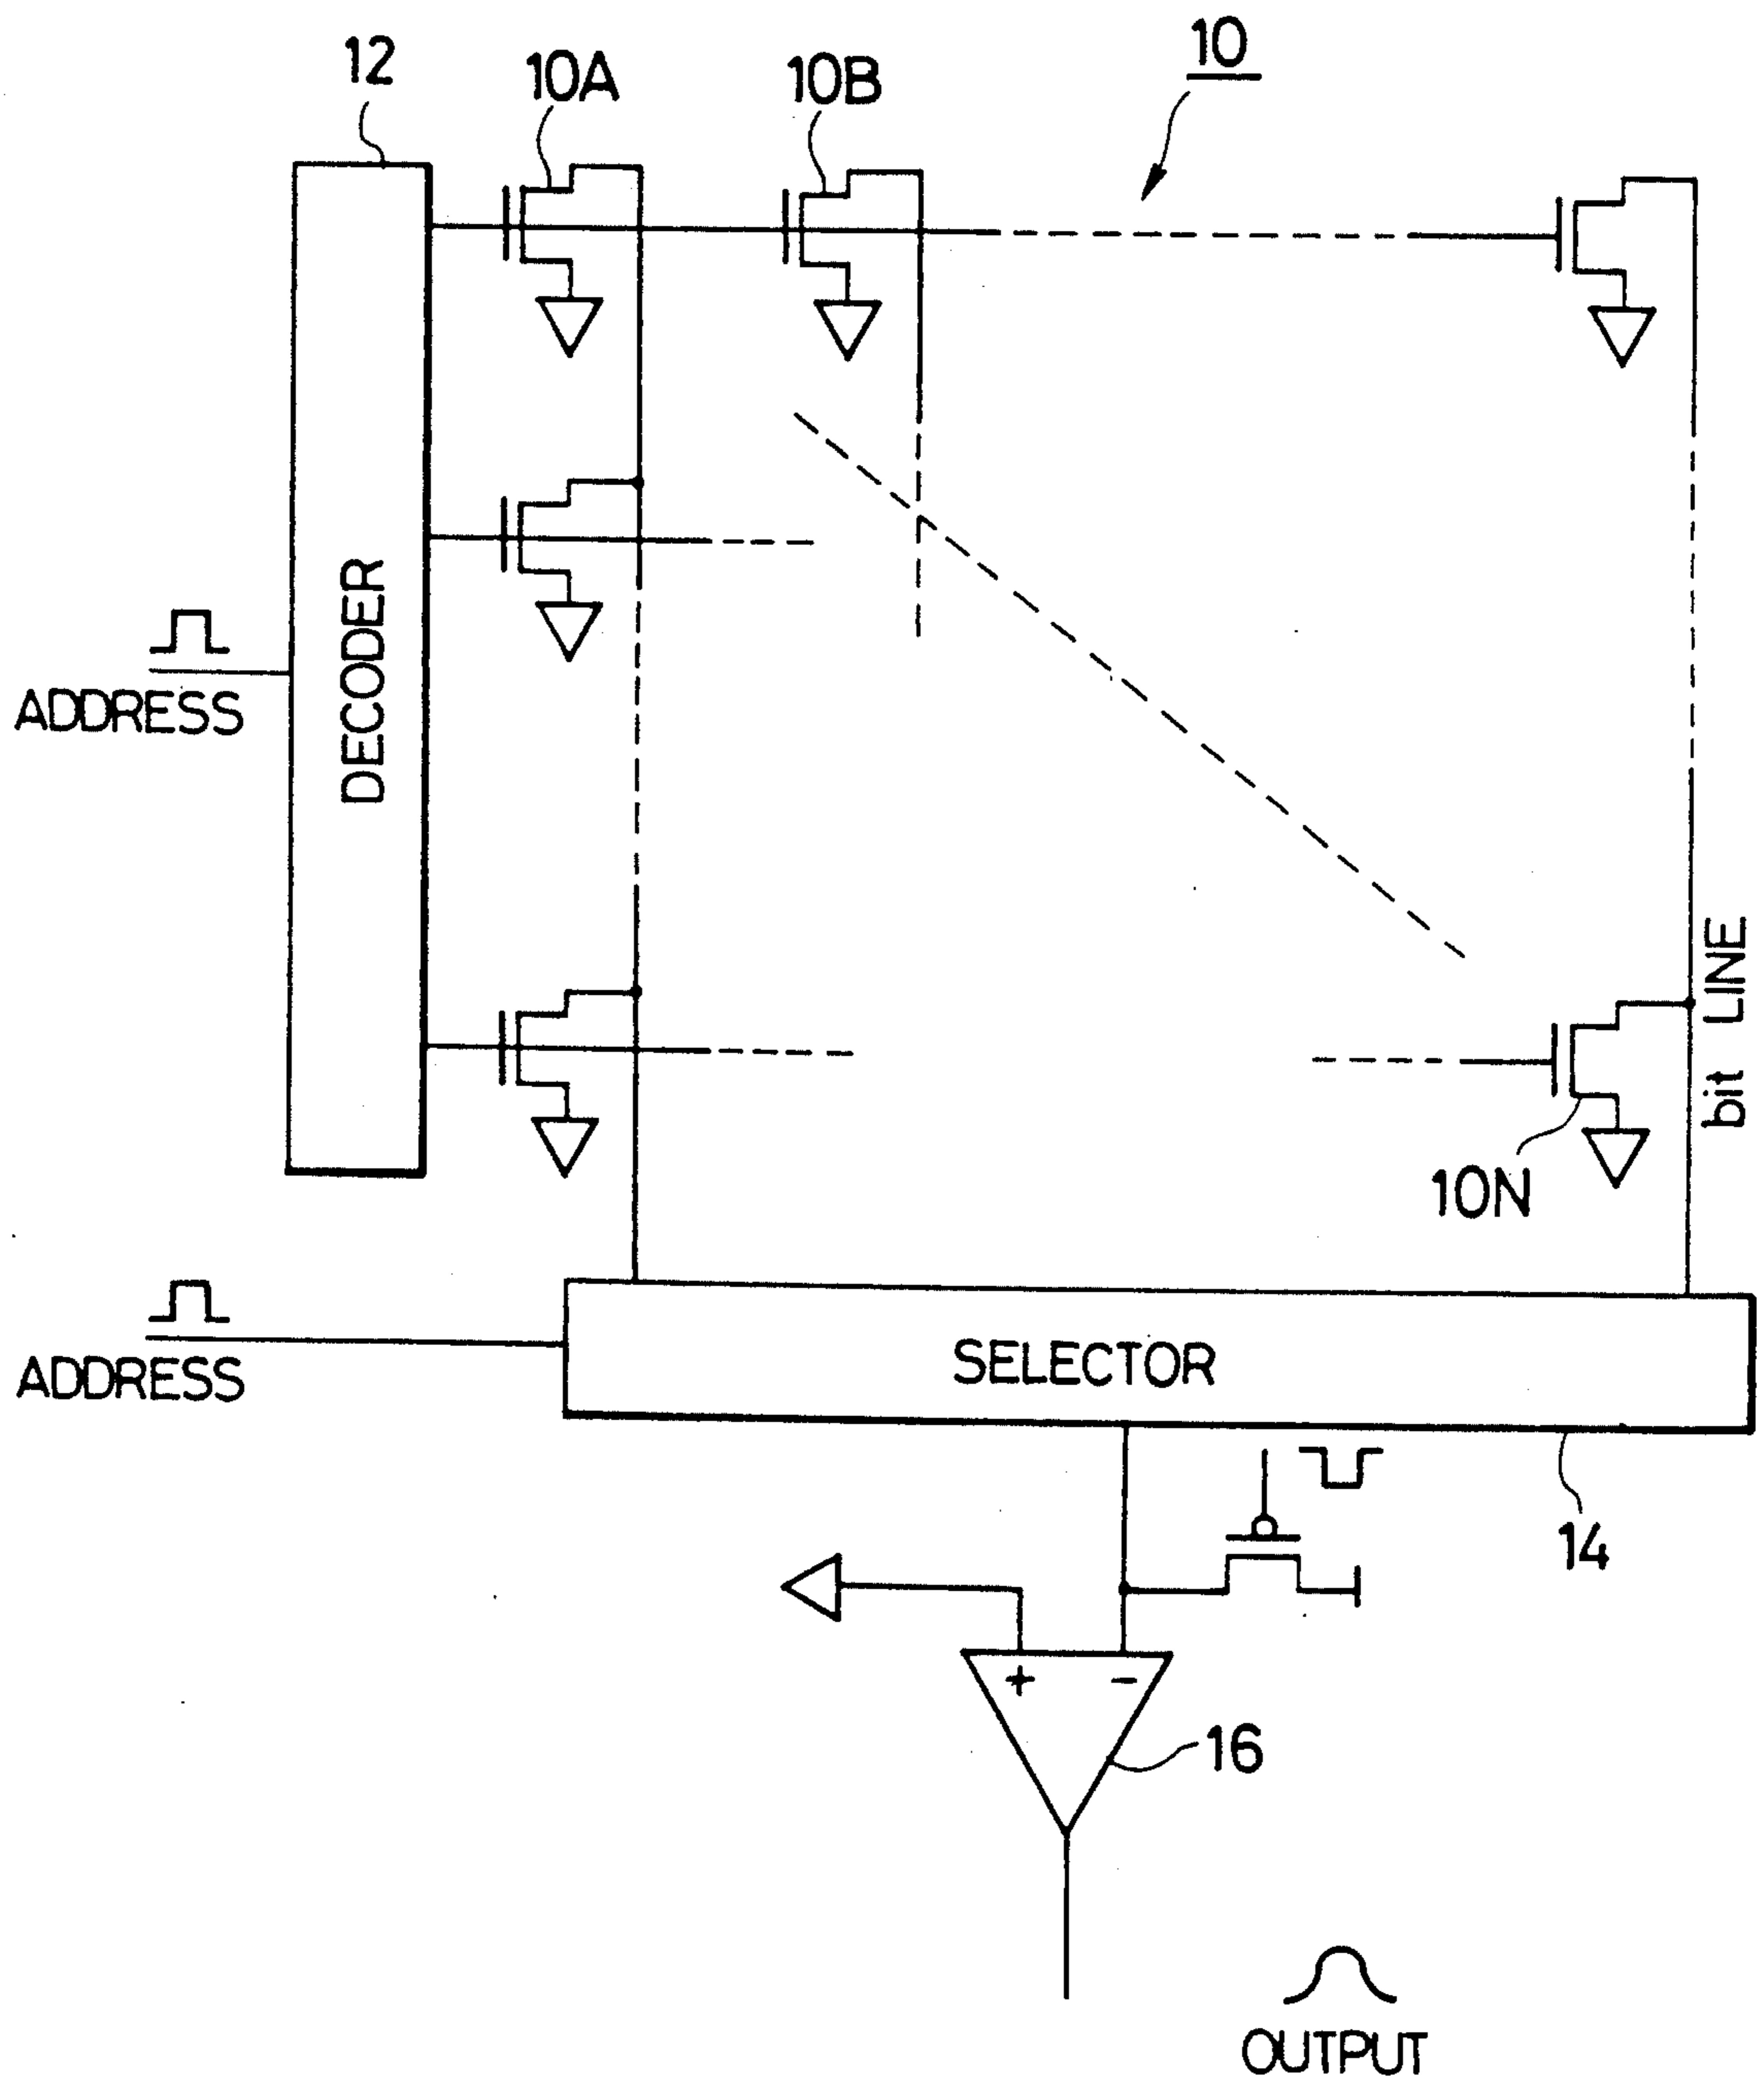 10
12
10A
10B
DECODER
ADDRESS
bit LINE
10N
ADDRESS
SELECTOR
14
+
-
16
OUTPUT